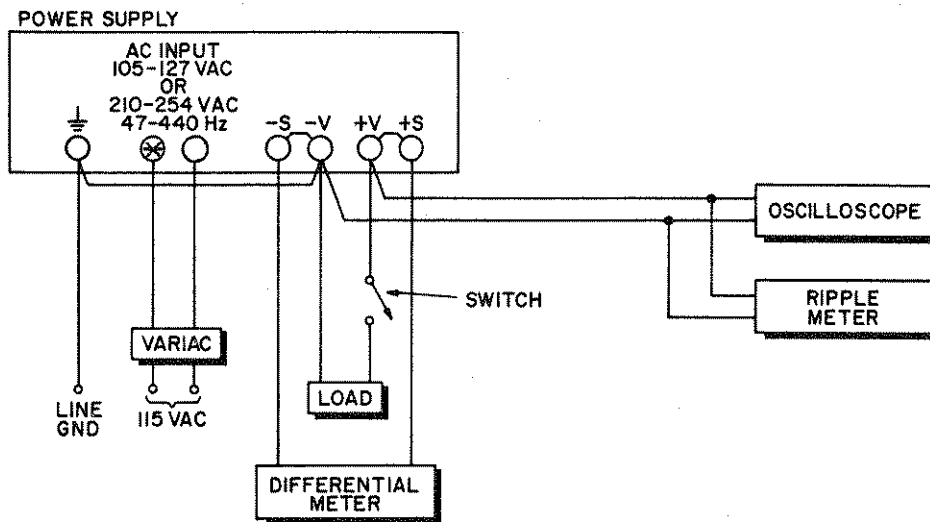 POWER SUPPLY
AC INPUT
105-127 VAC
OR
210-254 VAC
47-440 Hz
-S -V +V +S
OSCILLOSCOPE
RIPPLE
METER
SWITCH
VARIAC
LOAD
LINE
GND
115 VAC
DIFFERENTIAL
METER